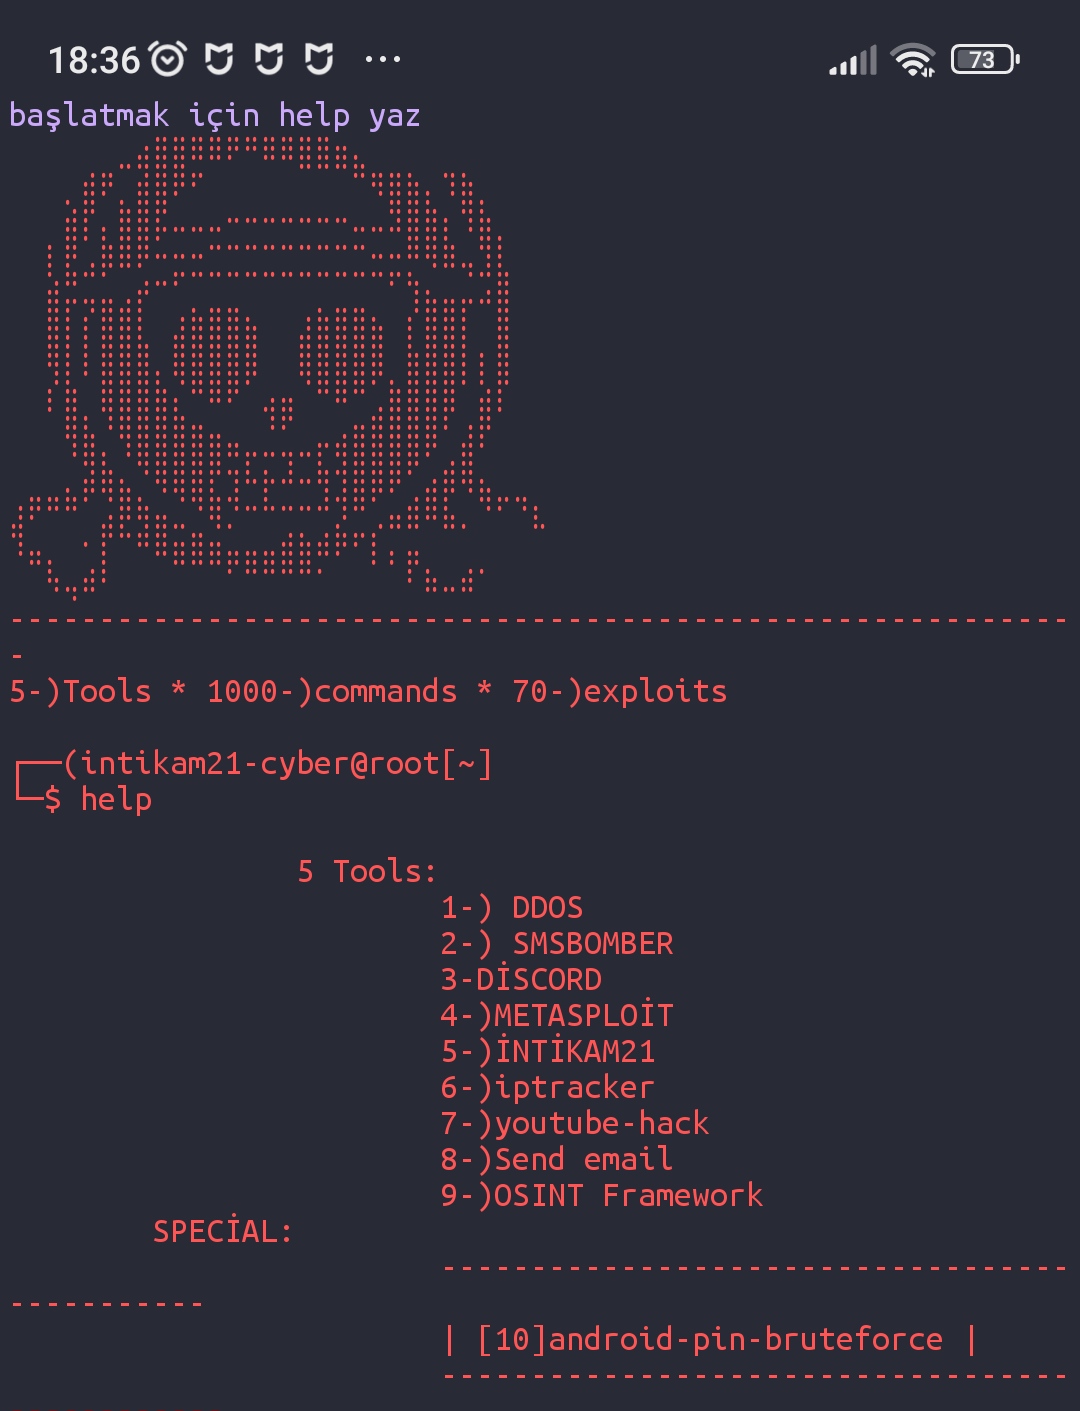 18:36 ... 73
başlatmak için help yaz
-----------------------------------------------------------
-
5-)Tools * 1000-)commands * 70-)exploits
┌──(intikam21-cyber@root[~]
└─$ help
5 Tools:
1-) DDOS
2-) SMSBOMBER
3-DİSCORD
4-)METASPLOİT
5-)İNTİKAM21
6-)iptracker
7-)youtube-hack
8-)Send email
9-)OSINT Framework
SPECİAL:
-----------------------------------
-----------
| [10]android-pin-bruteforce |
-----------------------------------